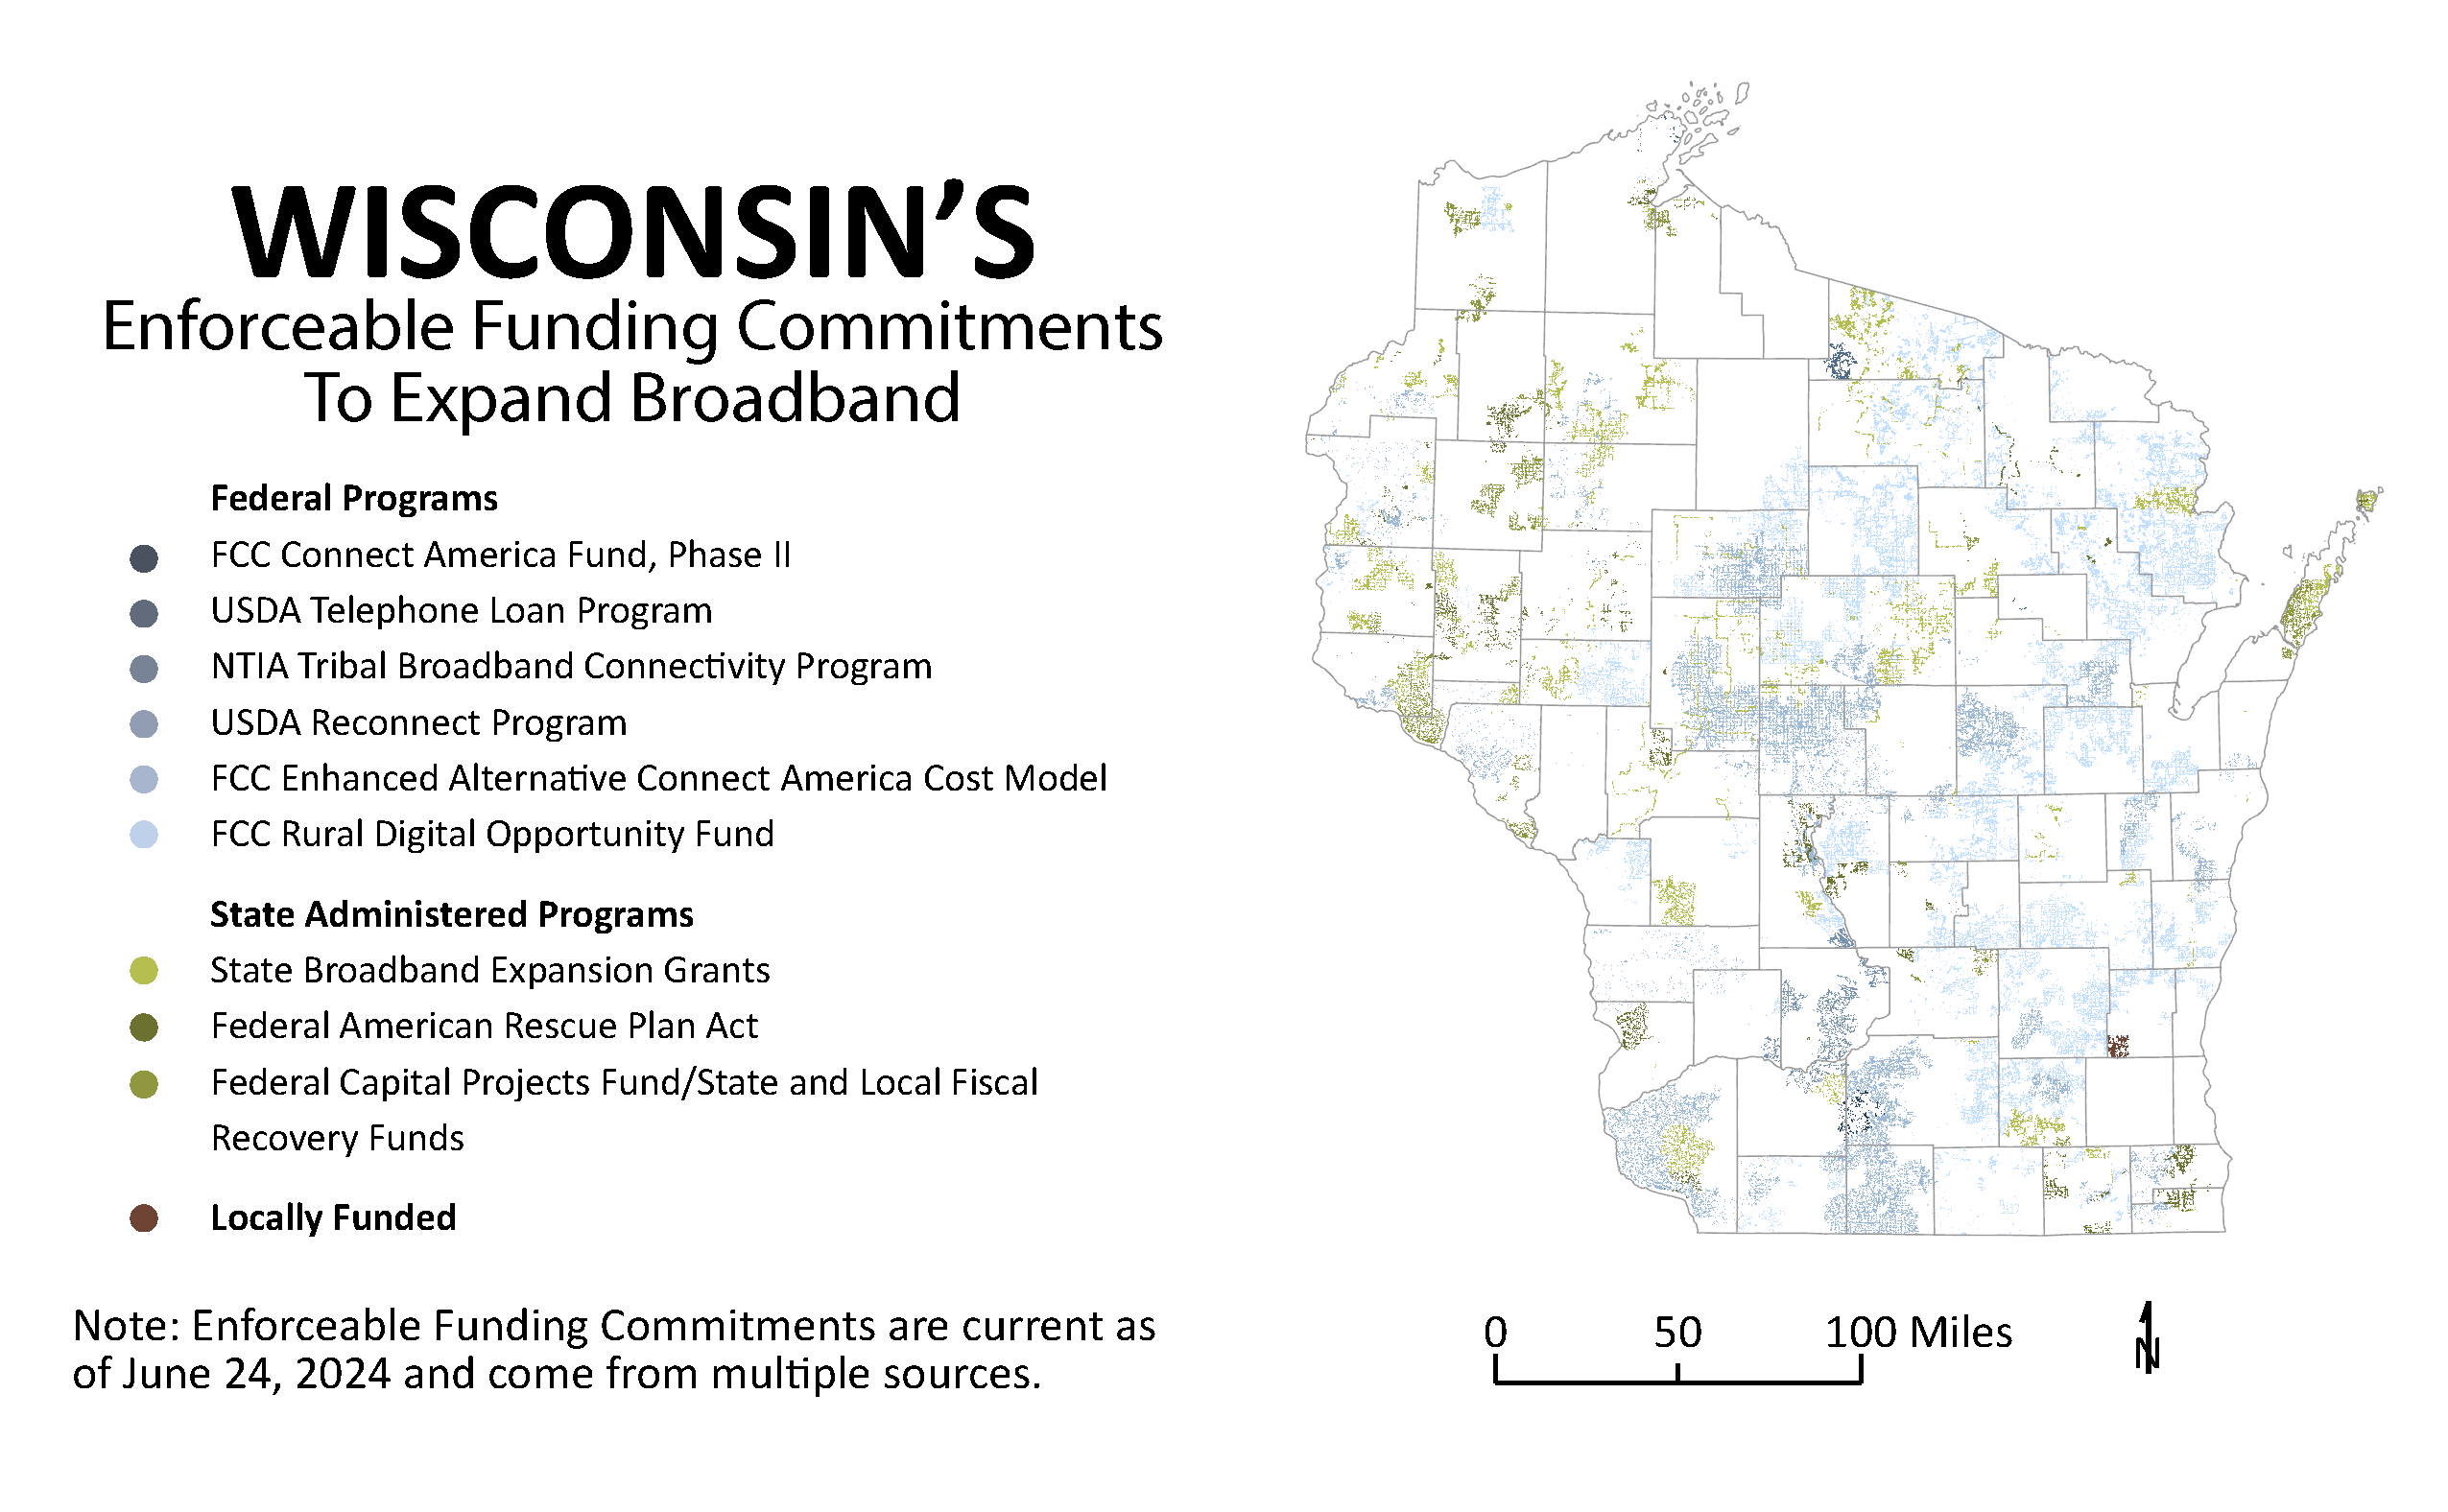 WISCONSIN’S
Enforceable Funding Commitments
To Expand Broadband
Federal Programs
FCC Connect America Fund, Phase II
USDA Telephone Loan Program
NTIA Tribal Broadband Connectivity Program
USDA Reconnect Program
FCC Enhanced Alternative Connect America Cost Model
FCC Rural Digital Opportunity Fund
State Administered Programs
State Broadband Expansion Grants
Federal American Rescue Plan Act
Federal Capital Projects Fund/State and Local Fiscal
Recovery Funds
Locally Funded
Note: Enforceable Funding Commitments are current as
of June 24, 2024 and come from multiple sources.
0 50 100 Miles
N